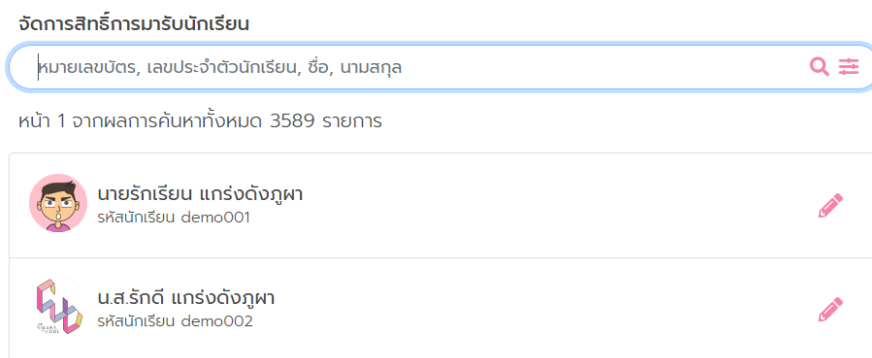 จัดการสิทธิ์การมารับนักเรียน
หมายเลขบัตร, เลขประจำตัวนักเรียน, ชื่อ, นามสกุล
หน้า 1 จากผลการค้นหาทั้งหมด 3589 รายการ
นายรักเรียน แกร่งดังภูผา
รหัสนักเรียน demo001
น.ส.รักดี แกร่งดังภูผา
รหัสนักเรียน demo002